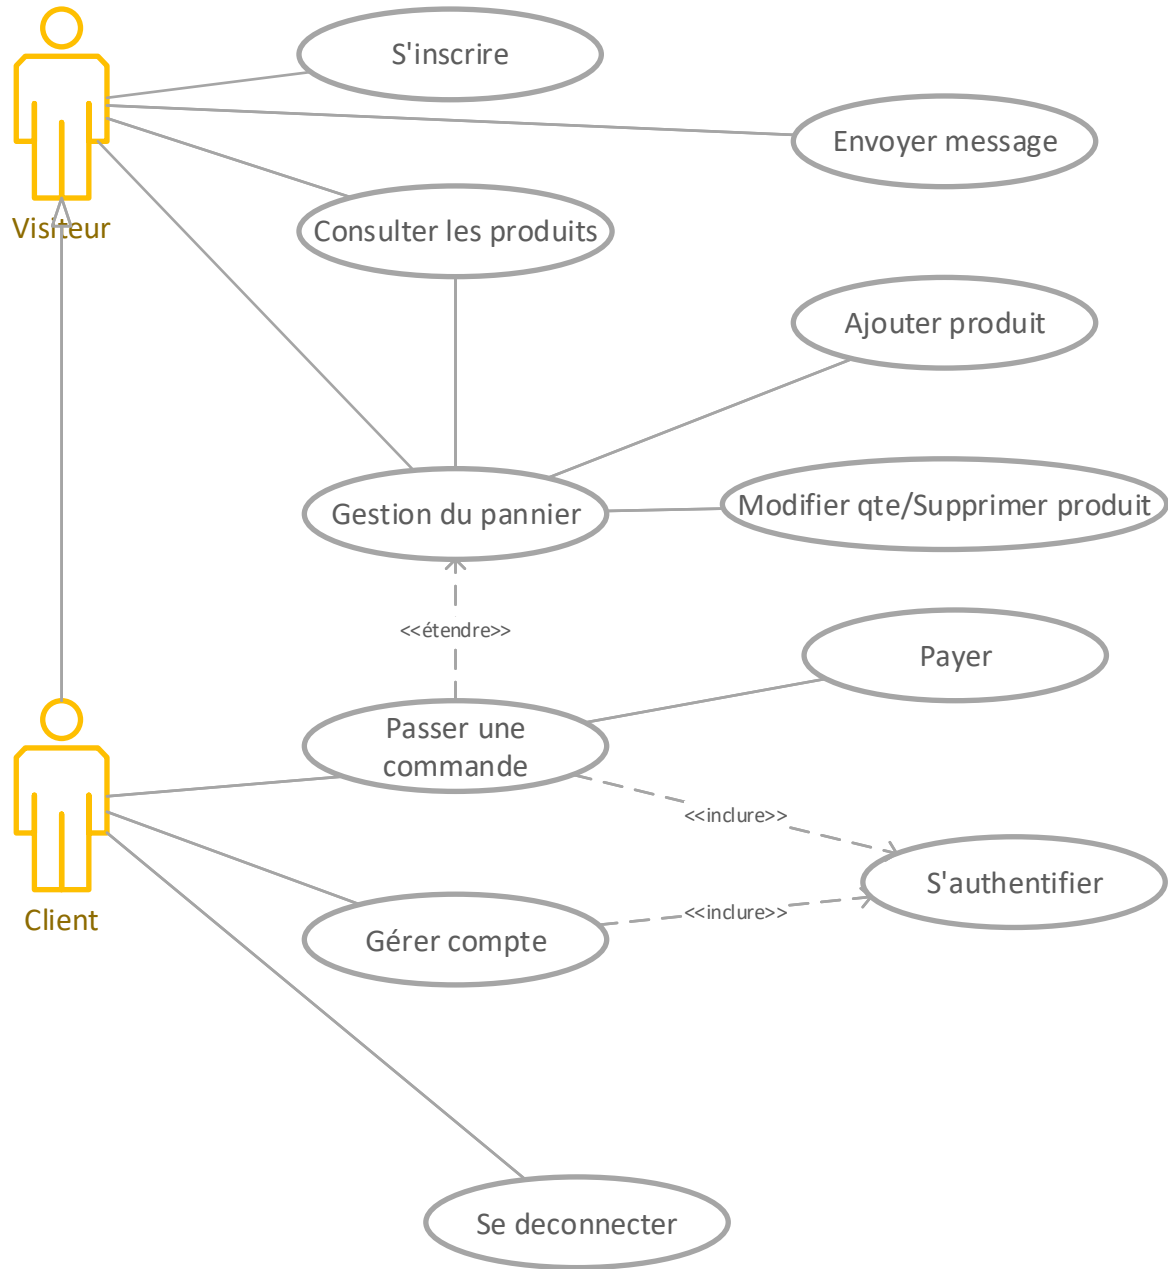 S'inscrire
Envoyer message
Visiteur
Consulter les produits
Ajouter produit
Gestion du pannier
Modifier qte/Supprimer produit
<<étendre>>
Payer
Passer une
commande
<<inclure>>
S'authentifier
<<inclure>>
Client
Gérer compte
Se deconnecter